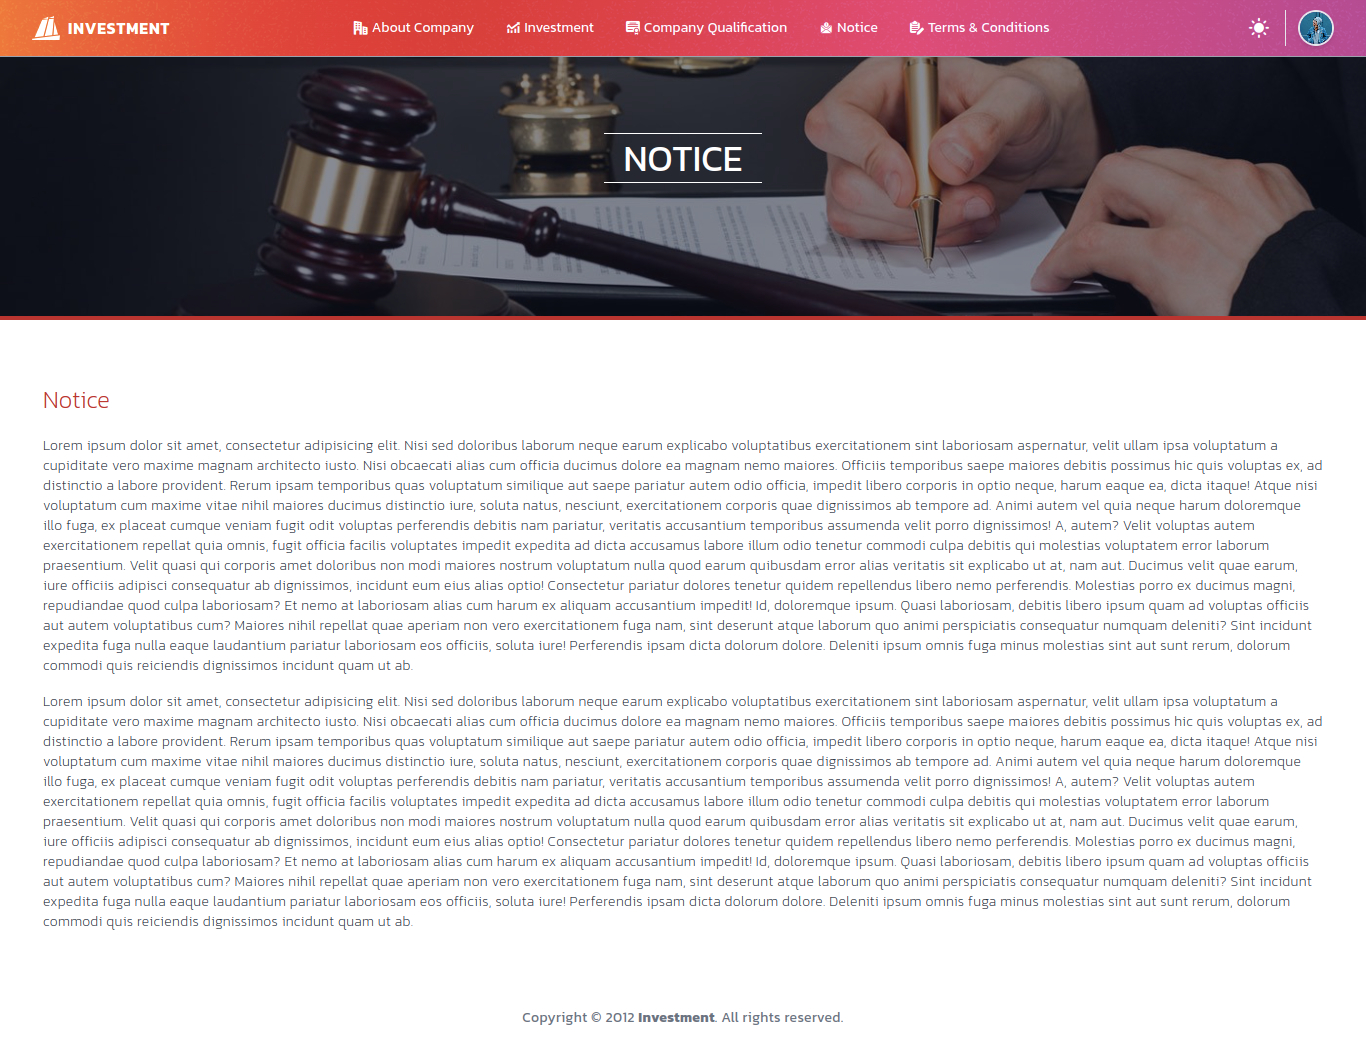 INVESTMENT
About Company
Investment
Company Qualification
Notice
Terms & Conditions
NOTICE
Notice
Lorem ipsum dolor sit amet, consectetur adipisicing elit. Nisi sed doloribus laborum neque earum explicabo voluptatibus exercitationem sint laboriosam aspernatur, velit ullam ipsa voluptatum a
cupiditate vero maxime magnam architecto iusto. Nisi obcaecati alias cum officia ducimus dolore ea magnam nemo maiores. Officiis temporibus saepe maiores debitis possimus hic quis voluptas ex, ad
distinctio a labore provident. Rerum ipsam temporibus quas voluptatum similique aut saepe pariatur autem odio officia, impedit libero corporis in optio neque, harum eaque ea, dicta itaque! Atque nisi
voluptatum cum maxime vitae nihil maiores ducimus distinctio iure, soluta natus, nesciunt, exercitationem corporis quae dignissimos ab tempore ad. Animi autem vel quia neque harum doloremque
illo fuga, ex placeat cumque veniam fugit odit voluptas perferendis debitis nam pariatur, veritatis accusantium temporibus assumenda velit porro dignissimos! A, autem? Velit voluptas autem
exercitationem repellat quia omnis, fugit officia facilis voluptates impedit expedita ad dicta accusamus labore illum odio tenetur commodi culpa debitis qui molestias voluptatem error laborum
praesentium. Velit quasi qui corporis amet doloribus non modi maiores nostrum voluptatum nulla quod earum quibusdam error alias veritatis sit explicabo ut at, nam aut. Ducimus velit quae earum,
iure officiis adipisci consequatur ab dignissimos, incidunt eum eius alias optio! Consectetur pariatur dolores tenetur quidem repellendus libero nemo perferendis. Molestias porro ex ducimus magni,
repudiandae quod culpa laboriosam? Et nemo at laboriosam alias cum harum ex aliquam accusantium impedit! Id, doloremque ipsum. Quasi laboriosam, debitis libero ipsum quam ad voluptas officiis
aut autem voluptatibus cum? Maiores nihil repellat quae aperiam non vero exercitationem fuga nam, sint deserunt atque laborum quo animi perspiciatis consequatur numquam deleniti? Sint incidunt
expedita fuga nulla eaque laudantium pariatur laboriosam eos officiis, soluta iure! Perferendis ipsam dicta dolorum dolore. Deleniti ipsum omnis fuga minus molestias sint aut sunt rerum, dolorum
commodi quis reiciendis dignissimos incidunt quam ut ab.
Lorem ipsum dolor sit amet, consectetur adipisicing elit. Nisi sed doloribus laborum neque earum explicabo voluptatibus exercitationem sint laboriosam aspernatur, velit ullam ipsa voluptatum a
cupiditate vero maxime magnam architecto iusto. Nisi obcaecati alias cum officia ducimus dolore ea magnam nemo maiores. Officiis temporibus saepe maiores debitis possimus hic quis voluptas ex, ad
distinctio a labore provident. Rerum ipsam temporibus quas voluptatum similique aut saepe pariatur autem odio officia, impedit libero corporis in optio neque, harum eaque ea, dicta itaque! Atque nisi
voluptatum cum maxime vitae nihil maiores ducimus distinctio iure, soluta natus, nesciunt, exercitationem corporis quae dignissimos ab tempore ad. Animi autem vel quia neque harum doloremque
illo fuga, ex placeat cumque veniam fugit odit voluptas perferendis debitis nam pariatur, veritatis accusantium temporibus assumenda velit porro dignissimos! A, autem? Velit voluptas autem
exercitationem repellat quia omnis, fugit officia facilis voluptates impedit expedita ad dicta accusamus labore illum odio tenetur commodi culpa debitis qui molestias voluptatem error laborum
praesentium. Velit quasi qui corporis amet doloribus non modi maiores nostrum voluptatum nulla quod earum quibusdam error alias veritatis sit explicabo ut at, nam aut. Ducimus velit quae earum,
iure officiis adipisci consequatur ab dignissimos, incidunt eum eius alias optio! Consectetur pariatur dolores tenetur quidem repellendus libero nemo perferendis. Molestias porro ex ducimus magni,
repudiandae quod culpa laboriosam? Et nemo at laboriosam alias cum harum ex aliquam accusantium impedit! Id, doloremque ipsum. Quasi laboriosam, debitis libero ipsum quam ad voluptas officiis
aut autem voluptatibus cum? Maiores nihil repellat quae aperiam non vero exercitationem fuga nam, sint deserunt atque laborum quo animi perspiciatis consequatur numquam deleniti? Sint incidunt
expedita fuga nulla eaque laudantium pariatur laboriosam eos officiis, soluta iure! Perferendis ipsam dicta dolorum dolore. Deleniti ipsum omnis fuga minus molestias sint aut sunt rerum, dolorum
commodi quis reiciendis dignissimos incidunt quam ut ab.
Copyright © 2012 Investment. All rights reserved.